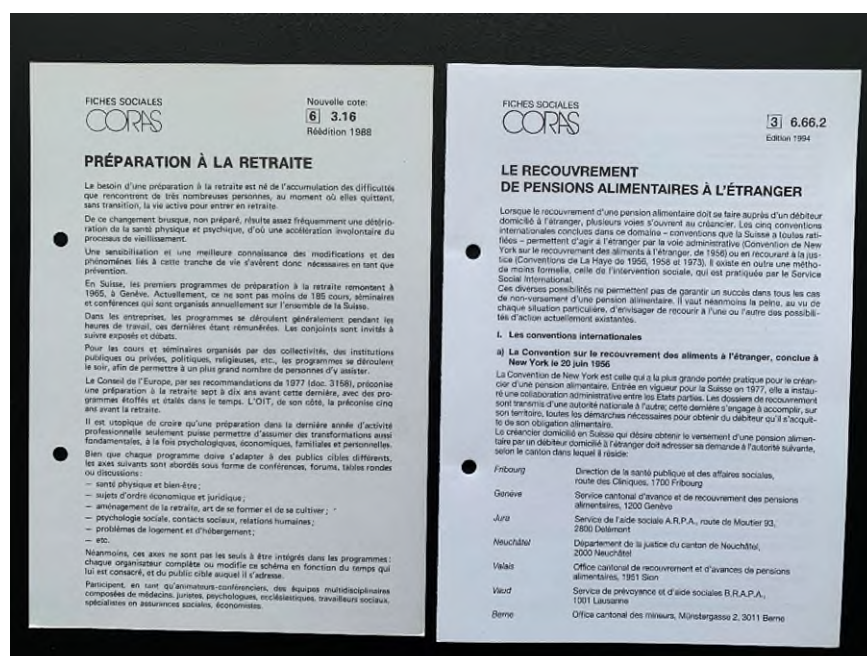 FICHES SOCIALES
CORAS
Nouvelle cote:
6 3.16
Réédition 1988
PRÉPARATION À LA RETRAITE
Le besoin d'une préparation à la retraite est né de l'accumulation des difficultés
que rencontrent de très nombreuses personnes, au moment où elles quittent,
sans transition, la vie active pour entrer en retraite.
De ce changement brusque, non préparé, résulte assez fréquemment une détério-
ration de la santé physique et psychique, d'où une accélération involontaire du
processus de vieillissement.
Une sensibilisation et une meilleure connaissance des modifications et des
phénomènes liés à cette tranche de vie s'avèrent donc nécessaires en tant que
prévention.
En Suisse, les premiers programmes de préparation à la retraite remontent à
1965, à Genève. Actuellement, ce ne sont pas moins de 185 cours, séminaires
et conférences qui sont organisés annuellement sur l'ensemble de la Suisse.
Dans les entreprises, les programmes se déroulent généralement pendant les
heures de travail, ces dernières étant rémunérées. Les conjoints sont invités à
suivre exposés et débats.
Pour les cours et séminaires organisés par des collectivités, des institutions
publiques ou privées, politiques, religieuses, etc., les programmes se déroulent
le soir, afin de permettre à un plus grand nombre de personnes d'y assister.
Le Conseil de l'Europe, par ses recommandations de 1977 (doc. 3158), préconise
une préparation à la retraite sept à dix ans avant cette dernière, avec des pro-
grammes étoffés et étalés dans le temps. L'OIT, de son côté, la préconise cinq
ans avant la retraite.
Il est utopique de croire qu'une préparation dans la dernière année d'activité
professionnelle seulement puisse permettre d'assumer des transformations aussi
fondamentales, à la fois psychologiques, économiques, familiales et personnelles.
Bien que chaque programme doive s'adapter à des publics cibles différents,
les axes suivants sont abordés sous forme de conférences, forums, tables rondes
ou discussions:
— santé physique et bien-être;
— sujets d'ordre économique et juridique;
— aménagement de la retraite, art de se former et de se cultiver;
— psychologie sociale, contacts sociaux, relations humaines;
— problèmes de logement et d'hébergement;
— etc.
Néanmoins, ces axes ne sont pas les seuls à être intégrés dans les programmes:
chaque organisateur complète ou modifie ce schéma en fonction du temps qui
lui est consacré, et du public cible auquel il s'adresse.
Participent, en tant qu'animateurs-conférenciers, des équipes multidisciplinaires
composées de médecins, juristes, psychologues, ecclésiastiques, travailleurs sociaux,
spécialistes en assurances sociales, économistes.
FICHES SOCIALES
CORAS
3 6.66.2
Edition 1994
LE RECOUVREMENT
DE PENSIONS ALIMENTAIRES À L'ÉTRANGER
Lorsque le recouvrement d'une pension alimentaire doit se faire auprès d'un débiteur
domicilié à l'étranger, plusieurs voies s'ouvrent au créancier. Les cinq conventions
internationales conclues dans ce domaine – conventions que la Suisse a toutes rati-
fiées – permettent d'agir à l'étranger par la voie administrative (Convention de New
York sur le recouvrement des aliments à l'étranger, de 1956) ou en recourant à la jus-
tice (Conventions de La Haye de 1956, 1958 et 1973). Il existe en outre une métho-
de moins formelle, celle de l'intervention sociale, qui est pratiquée par le Service
Social International.
Ces diverses possibilités ne permettent pas de garantir un succès dans tous les cas
de non-versement d'une pension alimentaire. Il vaut néanmoins la peine, au vu de
chaque situation particulière, d'envisager de recourir à l'une ou l'autre des possibili-
tés d'action actuellement existantes.
I. Les conventions internationales
a) La Convention sur le recouvrement des aliments à l'étranger, conclue à
New York le 20 juin 1956
La Convention de New York est celle qui a la plus grande portée pratique pour le créan-
cier d'une pension alimentaire. Entrée en vigueur pour la Suisse en 1977, elle a instau-
ré une collaboration administrative entre les Etats parties. Les dossiers de recouvrement
sont transmis d'une autorité nationale à l'autre; cette dernière s'engage à accomplir, sur
son territoire, toutes les démarches nécessaires pour obtenir du débiteur qu'il s'acquit-
te de son obligation alimentaire.
Le créancier domicilié en Suisse qui désire obtenir le versement d'une pension alimen-
taire par un débiteur domicilié à l'étranger doit adresser sa demande à l'autorité suivante,
selon le canton dans lequel il réside:
Fribourg Direction de la santé publique et des affaires sociales,
route des Cliniques, 1700 Fribourg
Genève Service cantonal d'avance et de recouvrement des pensions
alimentaires, 1200 Genève
Jura Service de l'aide sociale A.R.P.A., route de Moutier 93,
2800 Delémont
Neuchâtel Département de la justice du canton de Neuchâtel,
2000 Neuchâtel
Valais Office cantonal de recouvrement et d'avances de pensions
alimentaires, 1951 Sion
Vaud Service de prévoyance et d'aide sociales B.R.A.P.A.,
1001 Lausanne
Berne Office cantonal des mineurs, Münstergasse 2, 3011 Berne